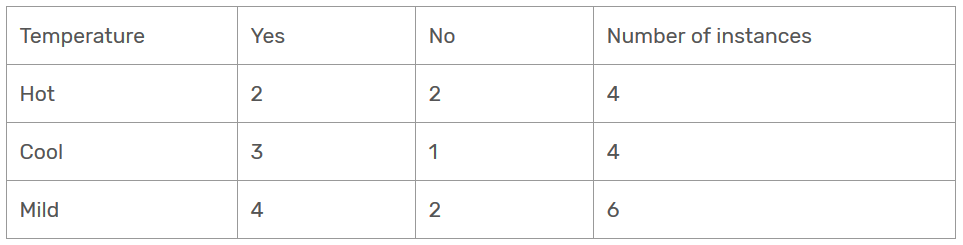 Temperature Yes No Number of instances
Hot 2 2 4
Cool 3 1 4
Mild 4 2 6